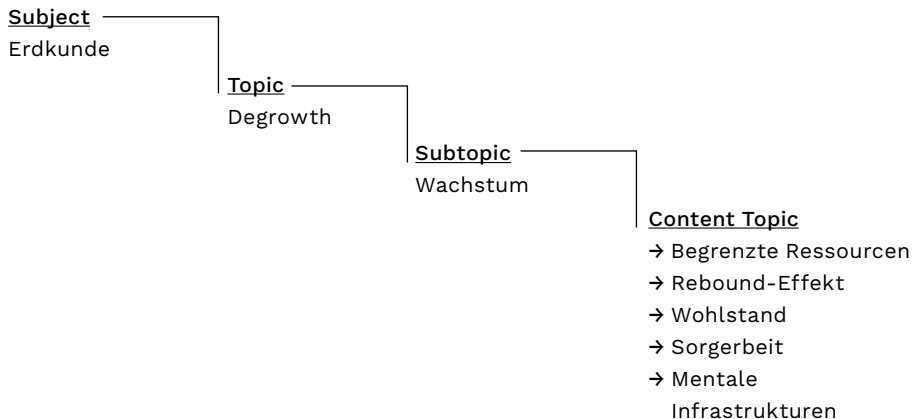 Subject
Erdkunde
Topic
Degrowth
Subtopic
Wachstum
Content Topic
→ Begrenzte Ressourcen
→ Rebound-Effekt
→ Wohlstand
→ Sorgerbeit
→ Mentale
Infrastrukturen